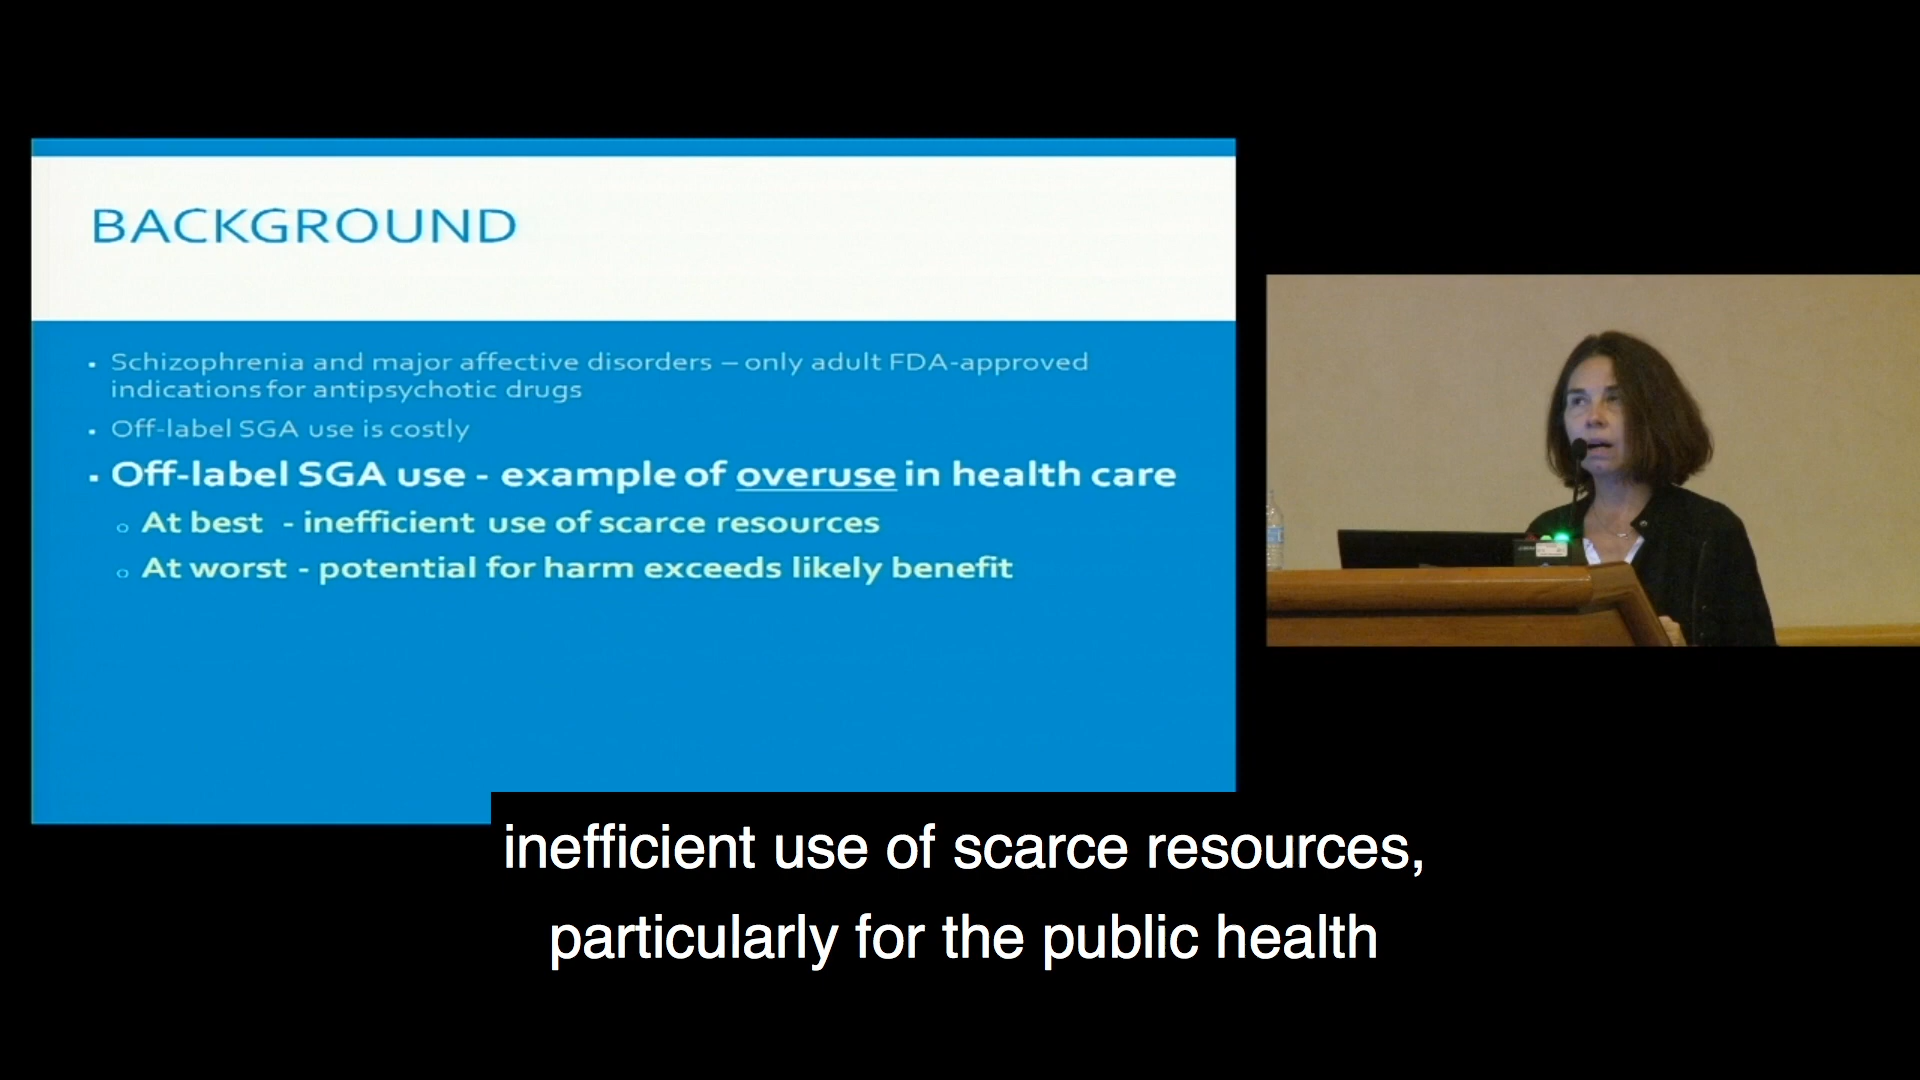 BACKGROUND
▪ Schizophrenia and major affective disorders – only adult FDA-approved
indications for antipsychotic drugs
▪ Off-label SGA use is costly
▪ Off-label SGA use - example of overuse in health care
o At best - inefficient use of scarce resources
o At worst - potential for harm exceeds likely benefit
inefficient use of scarce resources,
particularly for the public health